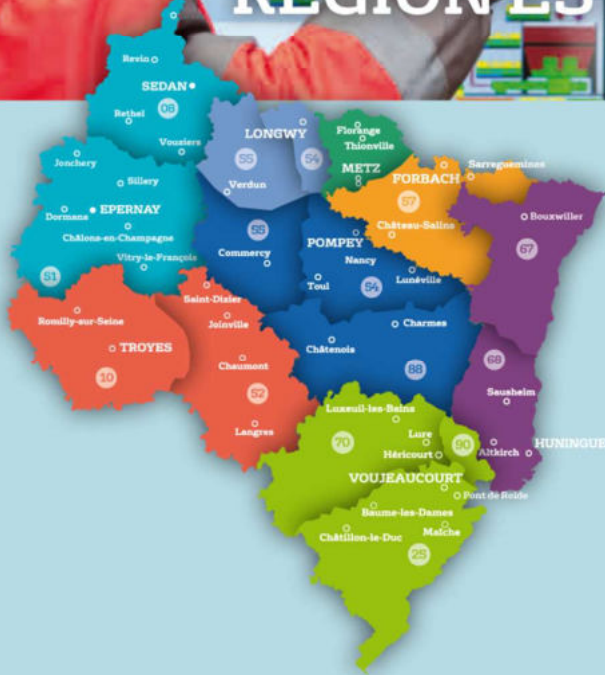 RÉGION ES
Revin
SEDAN
08
Rethel
Vouziers
LONGWY
55
54
Verdun
Florange
Thionville
METZ
Jonchery
Sillery
Dormans
EPERNAY
Châlons-en-Champagne
Vitry-le-François
51
FORBACH
Sarreguemines
57
Château-Salins
Bouxwiller
67
55
Commercy
POMPEY
Nancy
Toul
54
Lunéville
Saint-Dizier
Joinville
Romilly-sur-Seine
TROYES
10
Chaumont
52
Langres
Charmes
Châtenois
88
68
Sausheim
Altkirch
HUNINGUE
Luxeuil-les-Bains
70
Lure
90
Héricourt
VOUJEAUCOURT
Pont de Roide
Baume-les-Dames
Maîche
Châtillon-le-Duc
25